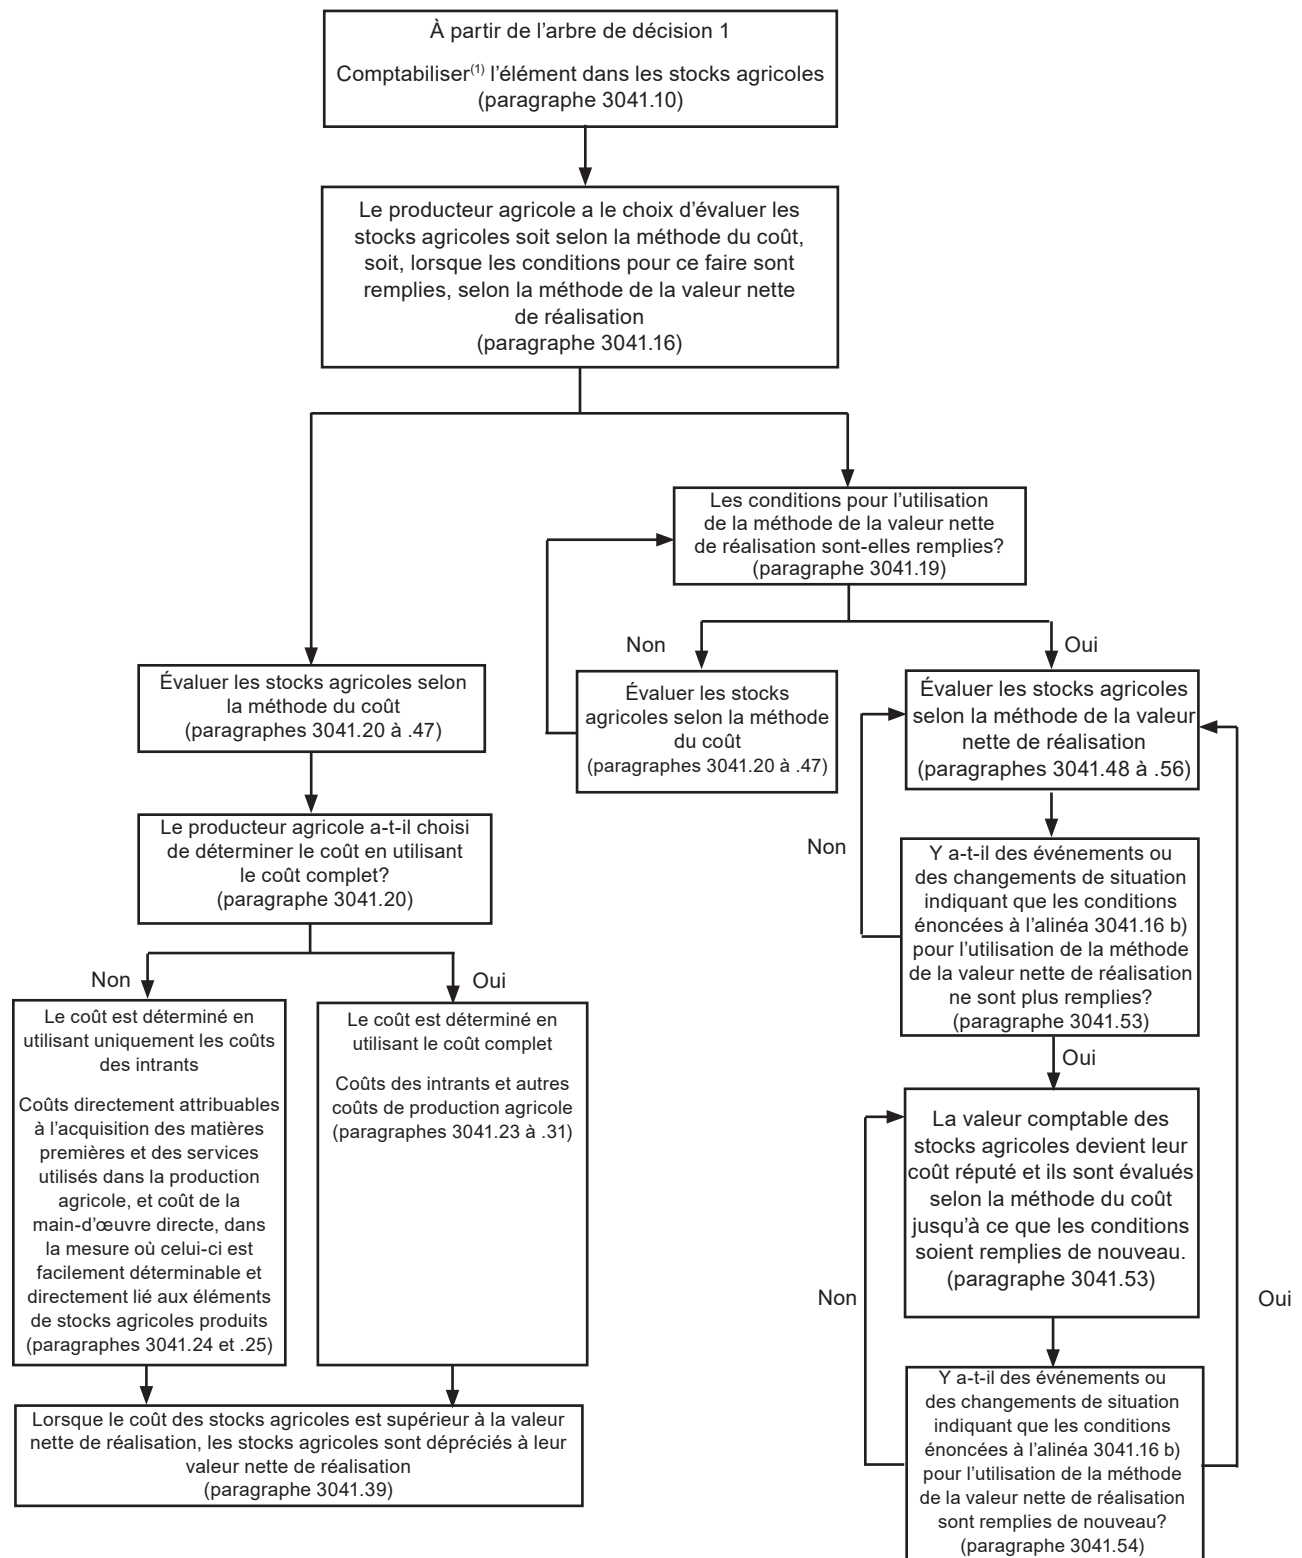 À partir de l'arbre de décision 1
Comptabiliser(1) l'élément dans les stocks agricoles
(paragraphe 3041.10)
Le producteur agricole a le choix d'évaluer les
stocks agricoles soit selon la méthode du coût,
soit, lorsque les conditions pour ce faire sont
remplies, selon la méthode de la valeur nette
de réalisation
(paragraphe 3041.16)
Les conditions pour l'utilisation
de la méthode de la valeur nette
de réalisation sont-elles remplies?
(paragraphe 3041.19)
Non
Oui
Évaluer les stocks agricoles selon
la méthode du coût
(paragraphes 3041.20 à .47)
Évaluer les stocks
agricoles selon la méthode
du coût
(paragraphes 3041.20 à .47)
Évaluer les stocks agricoles
selon la méthode de la valeur
nette de réalisation
(paragraphes 3041.48 à .56)
Le producteur agricole a-t-il choisi
de déterminer le coût en utilisant
le coût complet?
(paragraphe 3041.20)
Non
Y a-t-il des événements ou
des changements de situation
indiquant que les conditions
énoncées à l'alinéa 3041.16 b)
pour l'utilisation de la méthode
de la valeur nette de réalisation
ne sont plus remplies?
(paragraphe 3041.53)
Non
Oui
Oui
Le coût est déterminé en
utilisant uniquement les coûts
des intrants
Coûts directement attribuables
à l'acquisition des matières
premières et des services
utilisés dans la production
agricole, et coût de la
main-d'œuvre directe, dans
la mesure où celui-ci est
facilement déterminable et
directement lié aux éléments
de stocks agricoles produits
(paragraphes 3041.24 et .25)
Le coût est déterminé en
utilisant le coût complet
Coûts des intrants et autres
coûts de production agricole
(paragraphes 3041.23 à .31)
La valeur comptable des
stocks agricoles devient leur
coût réputé et ils sont évalués
selon la méthode du coût
jusqu'à ce que les conditions
soient remplies de nouveau.
(paragraphe 3041.53)
Non
Oui
Lorsque le coût des stocks agricoles est supérieur à la valeur
nette de réalisation, les stocks agricoles sont dépréciés à leur
valeur nette de réalisation
(paragraphe 3041.39)
Y a-t-il des événements ou
des changements de situation
indiquant que les conditions
énoncées à l'alinéa 3041.16 b)
pour l'utilisation de la méthode
de la valeur nette de réalisation
sont remplies de nouveau?
(paragraphe 3041.54)